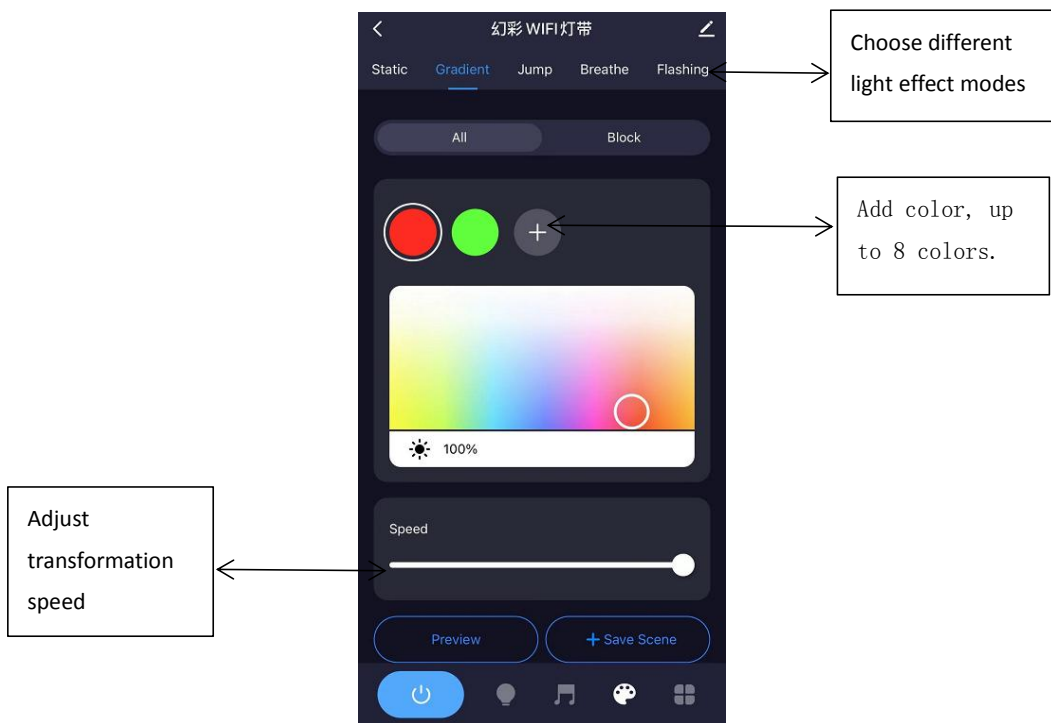 幻彩 WIFI灯带
Static Gradient Jump Breathe Flashing
Choose different
light effect modes
All Block
Add color, up
to 8 colors.
100%
Adjust
transformation
speed
Speed
Preview + Save Scene